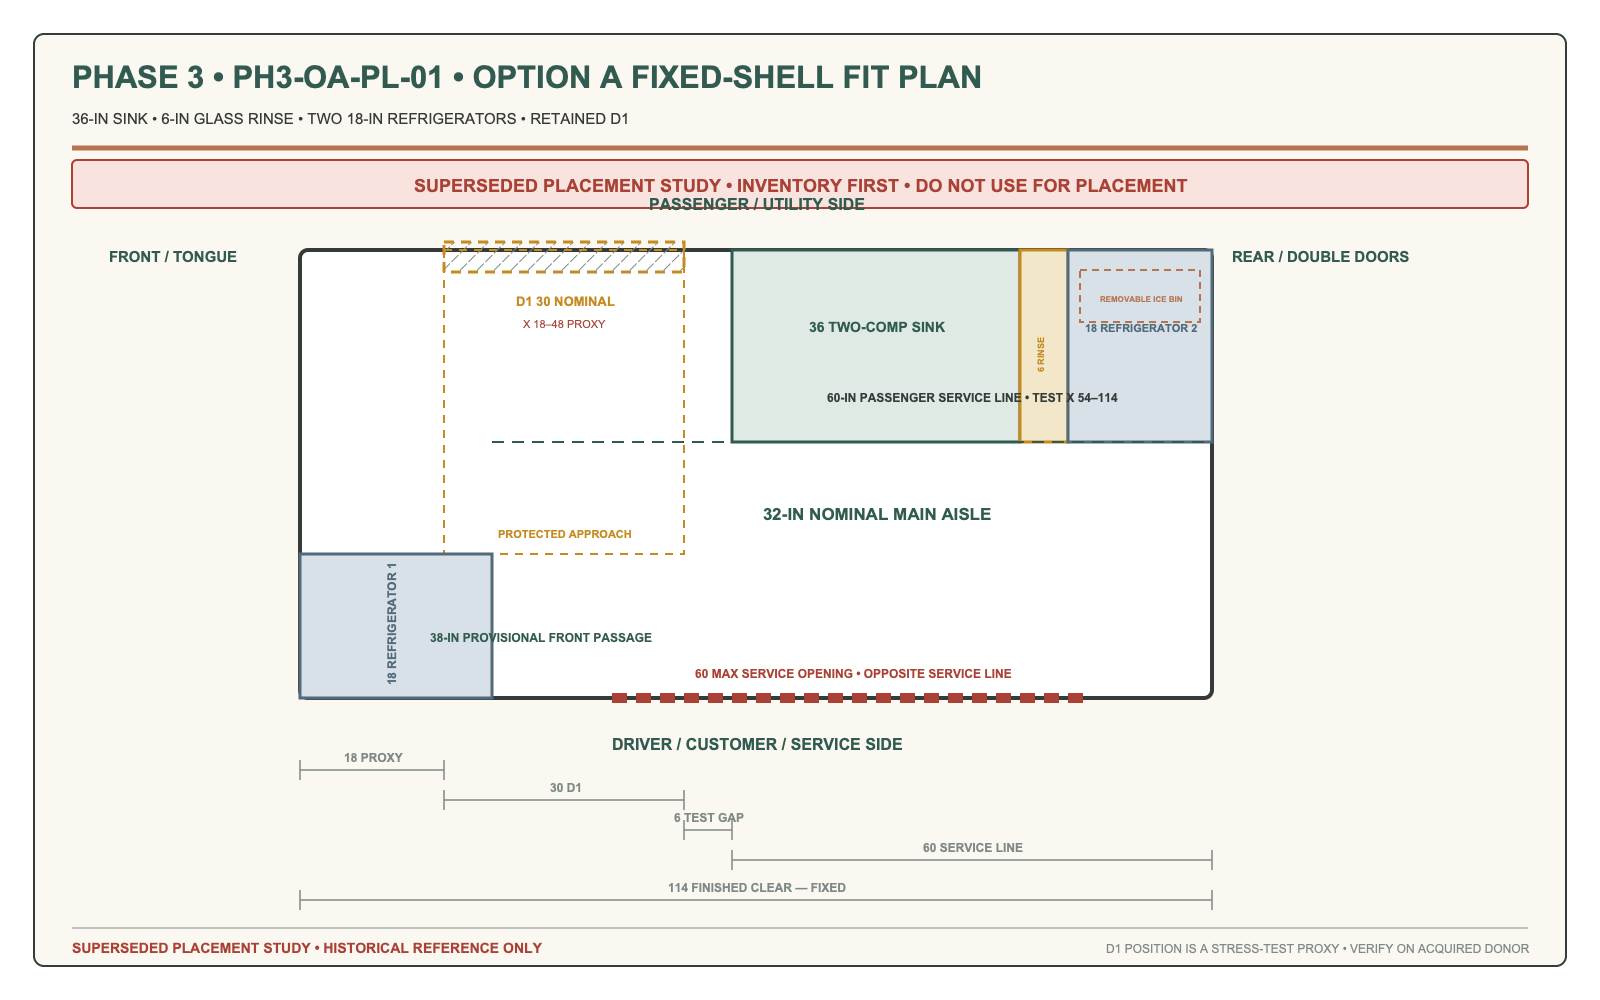 PHASE 3 • PH3-OA-PL-01 • OPTION A FIXED-SHELL FIT PLAN
36-IN SINK • 6-IN GLASS RINSE • TWO 18-IN REFRIGERATORS • RETAINED D1
SUPERSEDED PLACEMENT STUDY • INVENTORY FIRST • DO NOT USE FOR PLACEMENT
PASSENGER / UTILITY SIDE
FRONT / TONGUE
REAR / DOUBLE DOORS
D1 30 NOMINAL
X 18–48 PROXY
36 TWO-COMP SINK
6 RINSE
REMOVABLE ICE BIN
18 REFRIGERATOR 2
60-IN PASSENGER SERVICE LINE • TEST X 54–114
32-IN NOMINAL MAIN AISLE
PROTECTED APPROACH
18 REFRIGERATOR 1
38-IN PROVISIONAL FRONT PASSAGE
60 MAX SERVICE OPENING • OPPOSITE SERVICE LINE
DRIVER / CUSTOMER / SERVICE SIDE
18 PROXY
30 D1
6 TEST GAP
60 SERVICE LINE
114 FINISHED CLEAR — FIXED
SUPERSEDED PLACEMENT STUDY • HISTORICAL REFERENCE ONLY
D1 POSITION IS A STRESS-TEST PROXY • VERIFY ON ACQUIRED DONOR